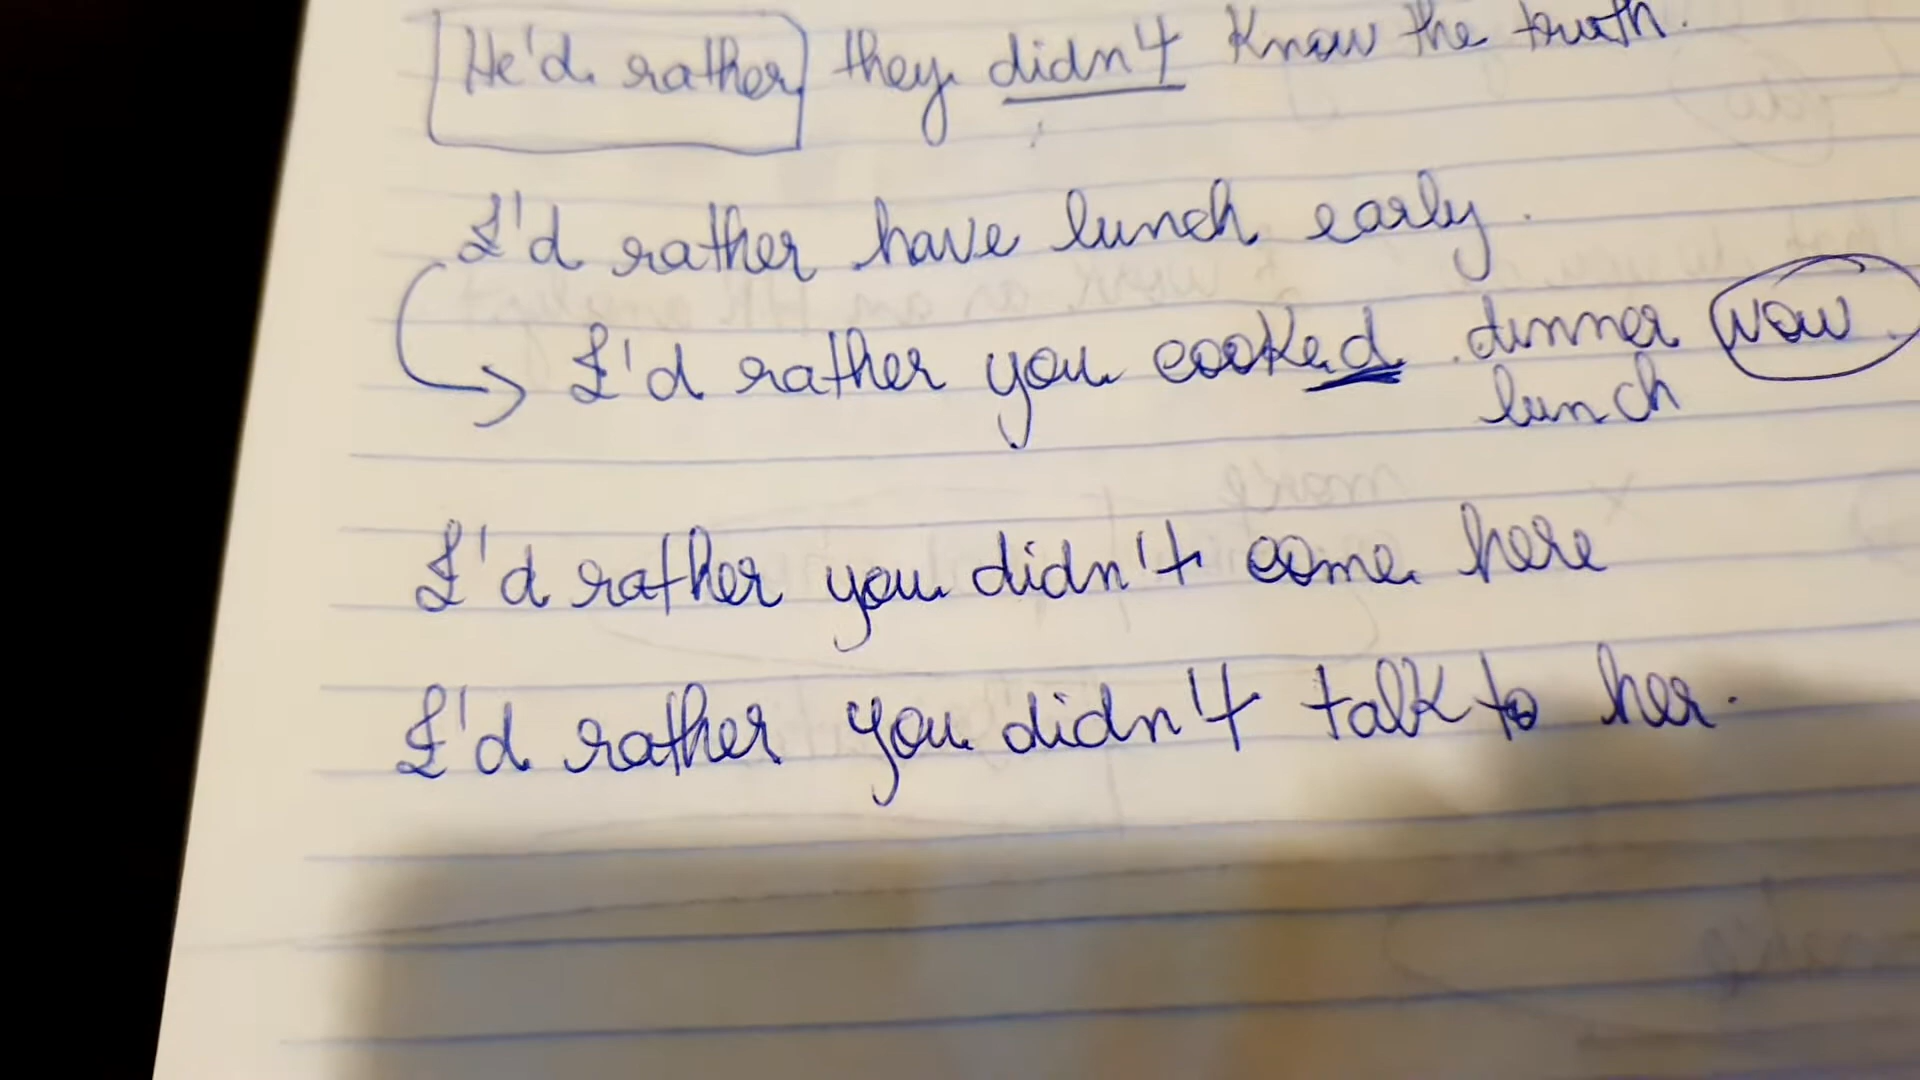 He'd rather they didn't know the truth.
I'd rather have lunch early.
I'd rather you cooked dinner now.
lunch
I'd rather you didn't come here
I'd rather you didn't talk to her.